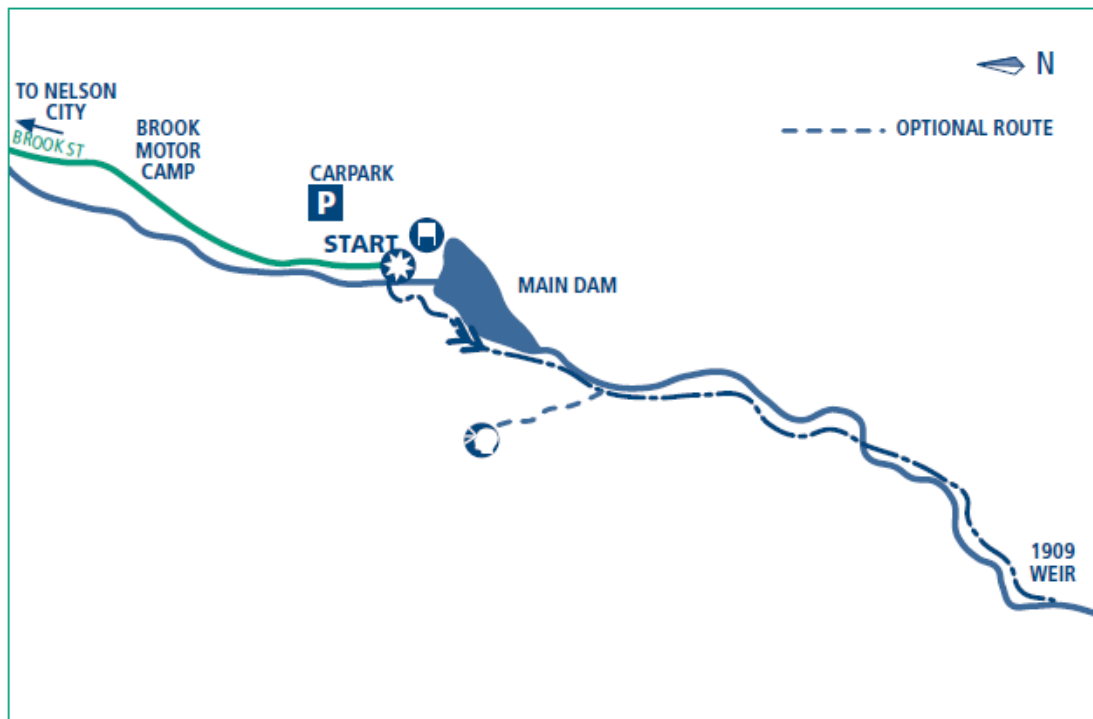 N
OPTIONAL ROUTE
TO NELSON
CITY
BROOK ST
BROOK
MOTOR
CAMP
CARPARK
P
START
MAIN DAM
1909
WEIR